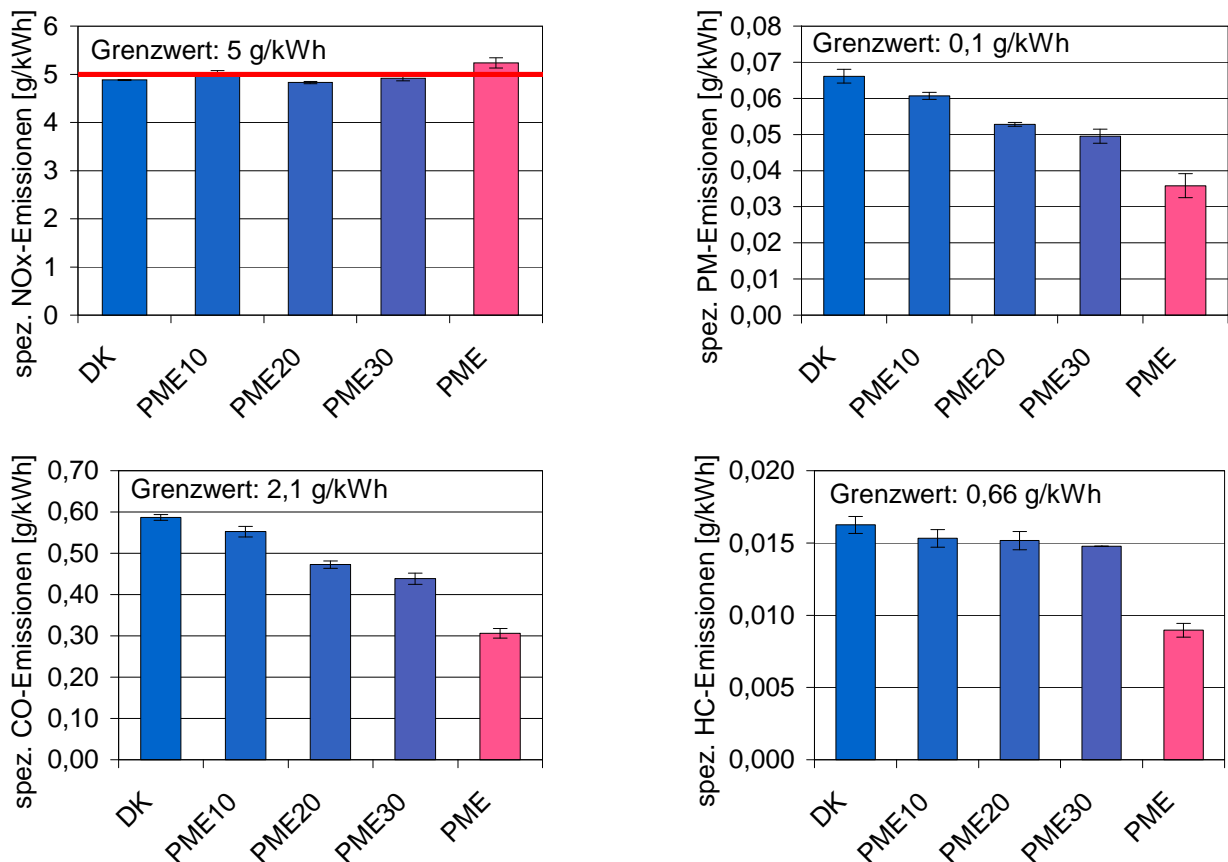 spez. NOx-Emissionen [g/kWh]
6
5
4
3
2
1
0
Grenzwert: 5 g/kWh
DK
PME10
PME20
PME30
PME
spez. PM-Emissionen [g/kWh]
Grenzwert: 0,1 g/kWh
0,08
0,07
0,06
0,05
0,04
0,03
0,02
0,01
0,00
DK
PME10
PME20
PME30
PME
spez. CO-Emissionen [g/kWh]
0,70
0,60
0,50
0,40
0,30
0,20
0,10
0,00
Grenzwert: 2,1 g/kWh
DK
PME10
PME20
PME30
PME
spez. HC-Emissionen [g/kWh]
0,020
0,015
0,010
0,005
0,000
Grenzwert: 0,66 g/kWh
DK
PME10
PME20
PME30
PME